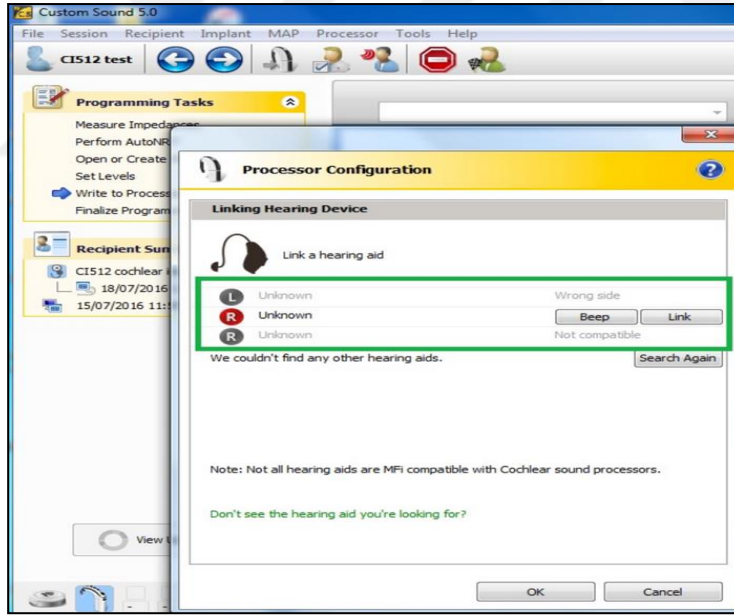 Custom Sound 5.0
File Session Recipient Implant MAP Processor Tools Help
CI512 test
Programming Tasks
Measure Impedances
Perform AutoNR
Open or Create
Set Levels
Write to Process
Finalize Program
Recipient Sum
CI512 cochlear i
18/07/2016
15/07/2016 11:
Processor Configuration
Linking Hearing Device
Link a hearing aid
L Unknown Wrong side
R Unknown Beep Link
R Unknown Not compatible
We couldn't find any other hearing aids. Search Again
Note: Not all hearing aids are MFi compatible with Cochlear sound processors.
Don't see the hearing aid you're looking for?
View
OK Cancel